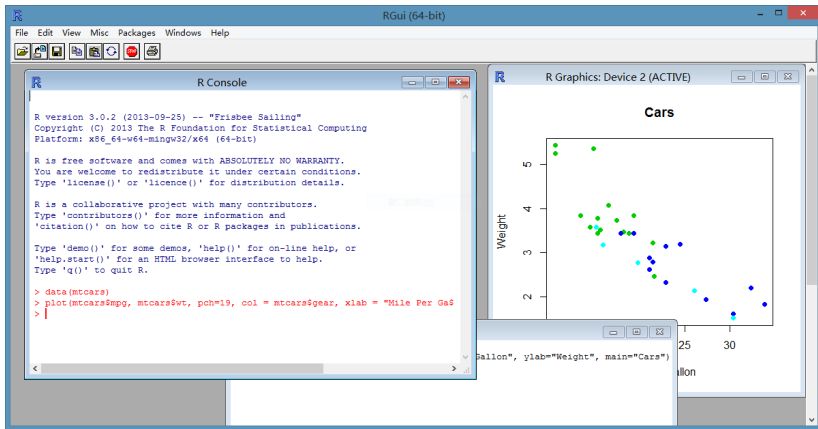 RGui (64-bit)
File Edit View Misc Packages Windows Help
STOP
R Console
R version 3.0.2 (2013-09-25) -- "Frisbee Sailing"
Copyright (C) 2013 The R Foundation for Statistical Computing
Platform: x86_64-w64-mingw32/x64 (64-bit)
R is free software and comes with ABSOLUTELY NO WARRANTY.
You are welcome to redistribute it under certain conditions.
Type 'license()' or 'licence()' for distribution details.
R is a collaborative project with many contributors.
Type 'contributors()' for more information and
'citation()' on how to cite R or R packages in publications.
Type 'demo()' for some demos, 'help()' for on-line help, or
'help.start()' for an HTML browser interface to help.
Type 'q()' to quit R.
> data(mtcars)
> plot(mtcars$mpg, mtcars$wt, pch=19, col = mtcars$gear, xlab = "Mile Per Ga$
>
Gallon", ylab="Weight", main="Cars")
R Graphics: Device 2 (ACTIVE)
Cars
Weight
5
4
3
2
25 30
llon